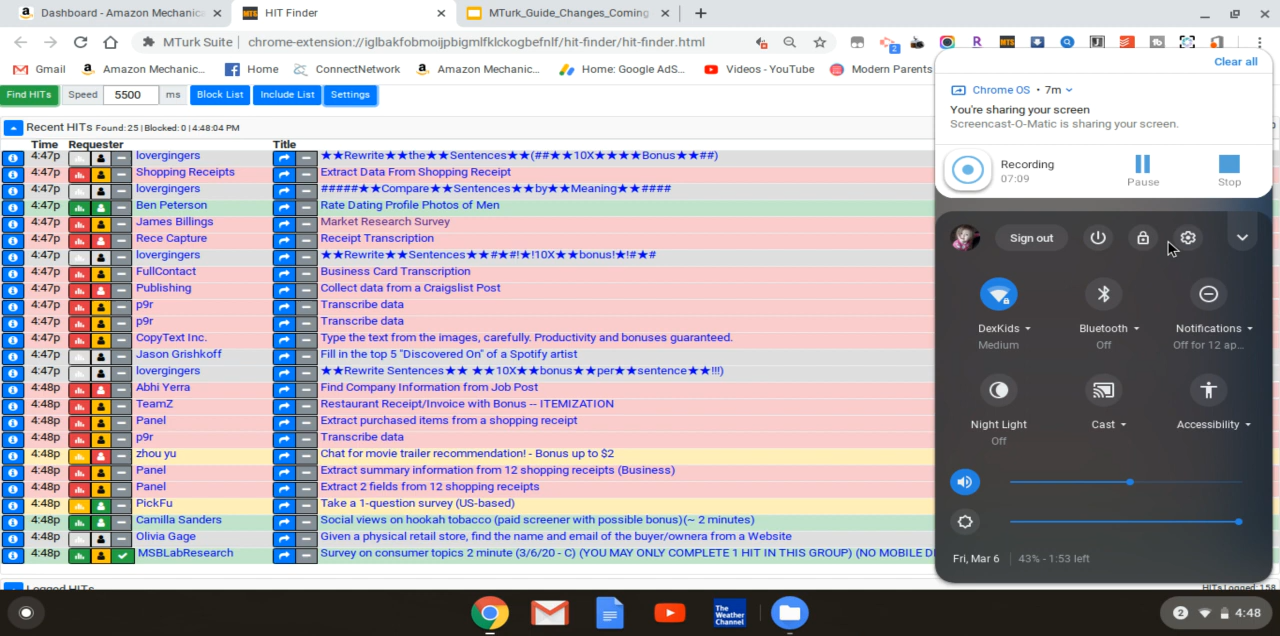 Dashboard - Amazon Mechanic
HIT Finder
MTurk_Guide_Changes_Coming
MTurk Suite
chrome-extension://iglbakfobmoijpbigmlfklckogbefnlf/hit-finder/hit-finder.html
Gmail
Amazon Mechanic...
Home
ConnectNetwork
Amazon Mechanic...
Home: Google AdS...
Videos - YouTube
Modern Parents
Find HITs
Speed
5500
ms
Block List
Include List
Settings
Recent HITs Found: 25 | Blocked: 0 | 4:48:04 PM
Time Requester Title
4:47p lovergingers ★★Rewrite★★the★★Sentences★★(##★★10X★★★★Bonus★★##)
4:47p Shopping Receipts Extract Data From Shopping Receipt
4:47p lovergingers #####★★Compare★★Sentences★★by★★Meaning★★####
4:47p Ben Peterson Rate Dating Profile Photos of Men
4:47p James Billings Market Research Survey
4:47p Rece Capture Receipt Transcription
4:47p lovergingers ★★Rewrite★★Sentences★★#★#!★!10X★★bonus!★!#★#
4:47p FullContact Business Card Transcription
4:47p Publishing Collect data from a Craigslist Post
4:47p p9r Transcribe data
4:47p p9r Transcribe data
4:47p CopyText Inc. Type the text from the images, carefully. Productivity and bonuses guaranteed.
4:47p Jason Grishkoff Fill in the top 5 "Discovered On" of a Spotify artist
4:47p lovergingers ★★Rewrite Sentences★★ ★★10X★★bonus★★per★★sentence★★!!!)
4:48p Abhi Yerra Find Company Information from Job Post
4:48p TeamZ Restaurant Receipt/Invoice with Bonus -- ITEMIZATION
4:48p Panel Extract purchased items from a shopping receipt
4:48p p9r Transcribe data
4:48p zhou yu Chat for movie trailer recommendation! - Bonus up to $2
4:48p Panel Extract summary information from 12 shopping receipts (Business)
4:48p Panel Extract 2 fields from 12 shopping receipts
4:48p PickFu Take a 1-question survey (US-based)
4:48p Camilla Sanders Social views on hookah tobacco (paid screener with possible bonus)(~ 2 minutes)
4:48p Olivia Gage Given a physical retail store, find the name and email of the buyer/ownera from a Website
4:48p MSBLabResearch Survey on consumer topics 2 minute (3/6/20 - C) (YOU MAY ONLY COMPLETE 1 HIT IN THIS GROUP) (NO MOBILE D
Logged HITs
HITs Logged: 158
Clear all
Chrome OS • 7m
You're sharing your screen
Screencast-O-Matic is sharing your screen.
Recording
07:09
Pause
Stop
Sign out
DexKids
Medium
Bluetooth
Off
Notifications
Off for 12 ap...
Night Light
Off
Cast
Accessibility
Fri, Mar 6
43% - 1:53 left
The Weather Channel
2
4:48